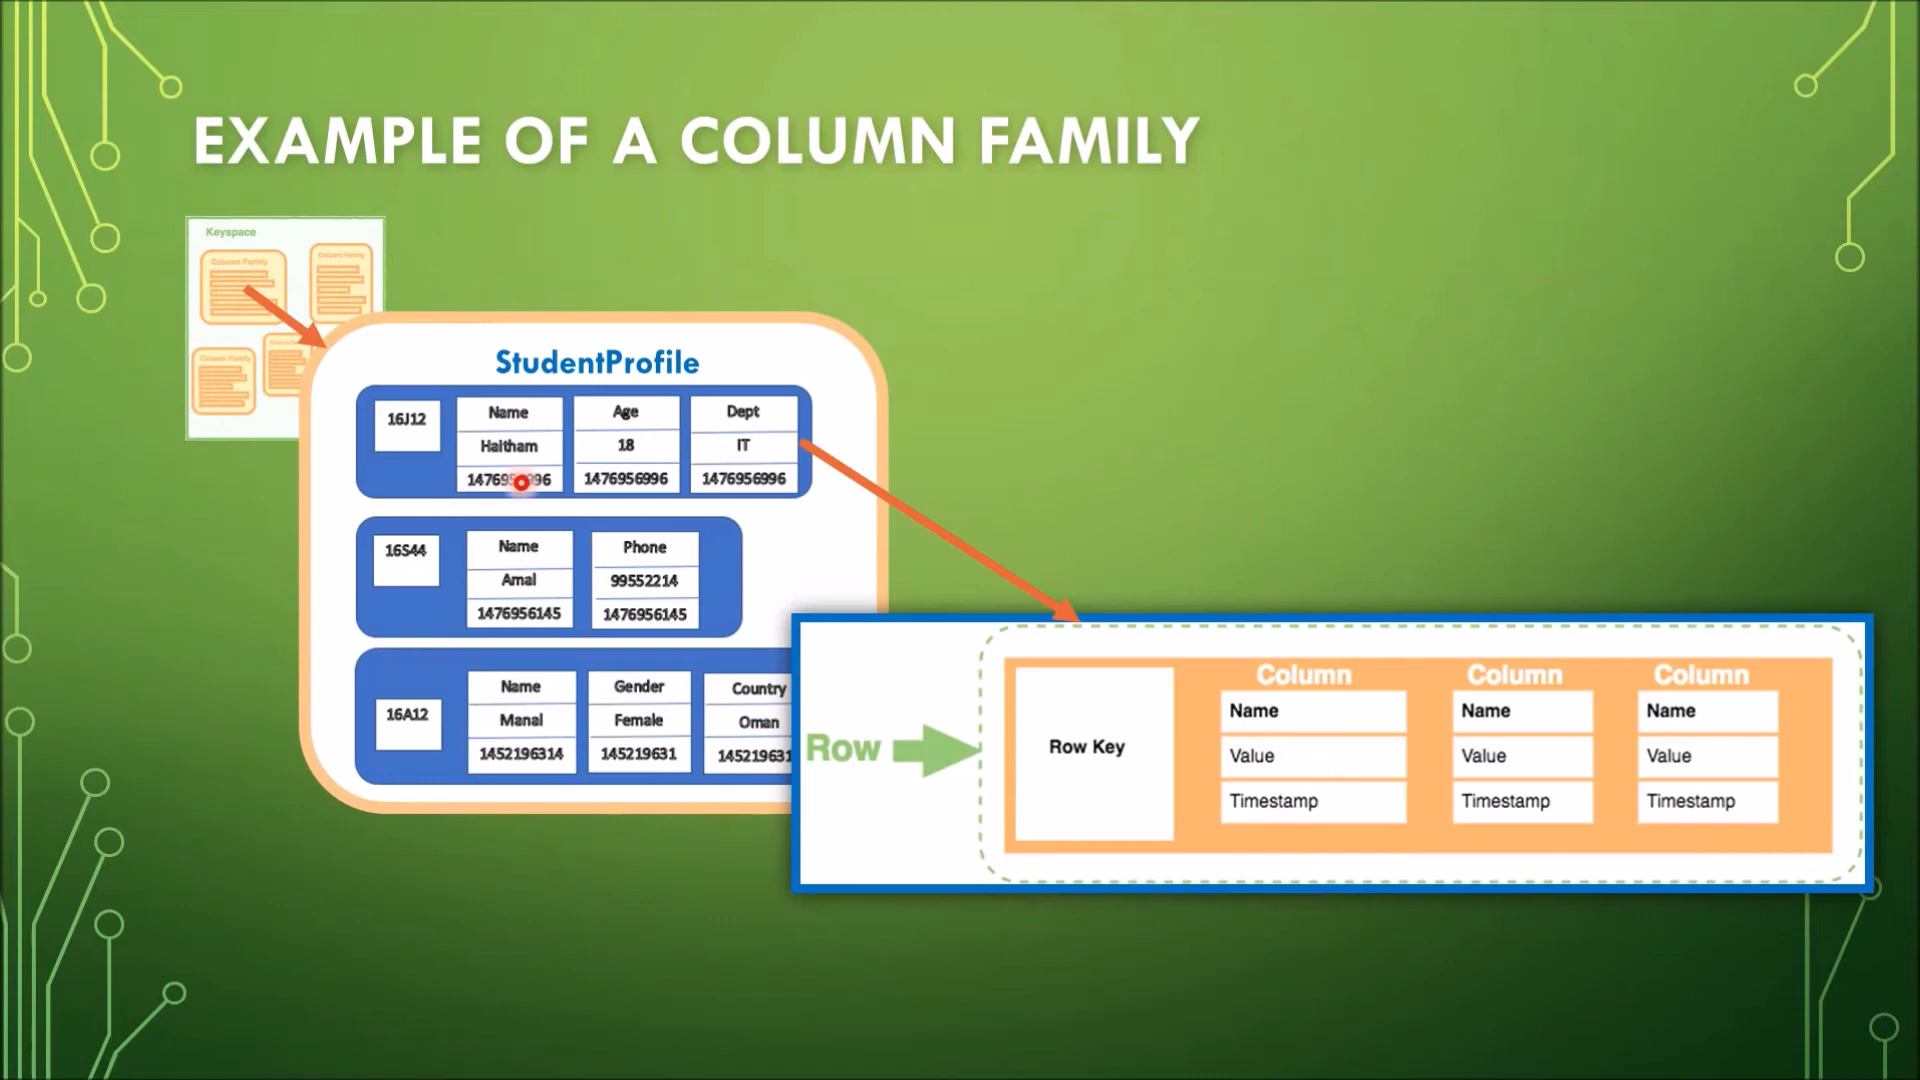 EXAMPLE OF A COLUMN FAMILY
Keyspace
Column Family
Column Family
Column Family
StudentProfile
16J12
Name
Haitham
Age
18
1476956996
Dept
IT
1476956996
16S44
Name
Amal
1476956145
Phone
99552214
1476956145
16A12
Name
Manal
1452196314
Gender
Female
145219631
Country
Oman
Row
Row Key
Column
Name
Value
Timestamp
Column
Name
Value
Timestamp
Column
Name
Value
Timestamp